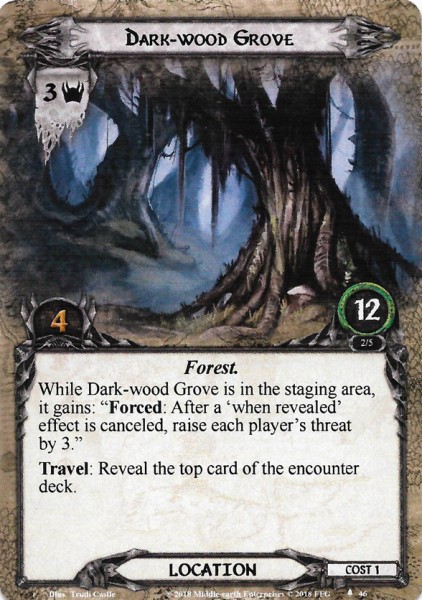 Dark-wood Grove
3
4
12
2/5
Forest.
While Dark-wood Grove is in the staging area,
it gains: “Forced: After a ‘when revealed’
effect is canceled, raise each player’s threat
by 3.”
Travel: Reveal the top card of the encounter
deck.
LOCATION
COST 1
Illus. Trudi Castle
© 2018 Middle-earth Enterprises © 2018 FFG
46